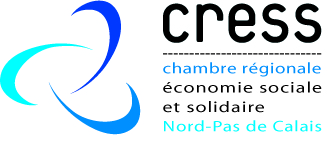 cress
chambre régionale
économie sociale
et solidaire
Nord-Pas de Calais